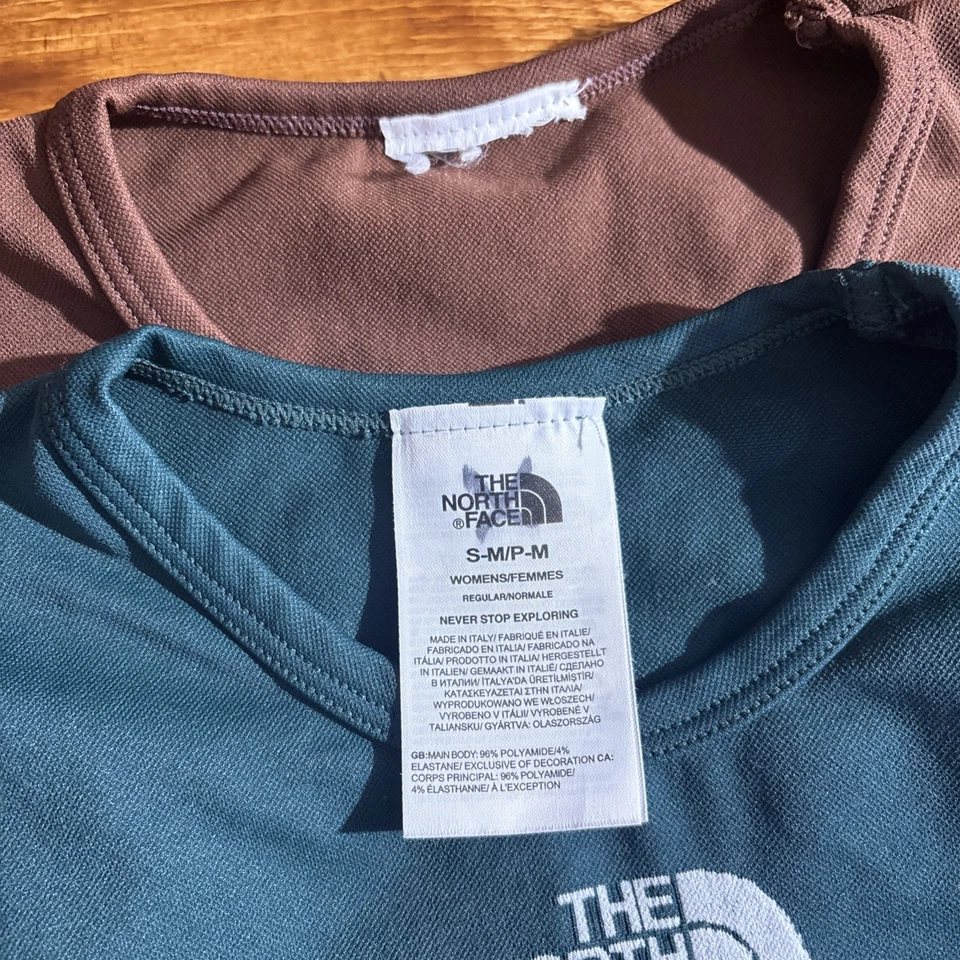 THE
NORTH
®FACE
S-M/P-M
WOMENS/FEMMES
REGULAR/NORMALE
NEVER STOP EXPLORING
MADE IN ITALY/ FABRIQUÉ EN ITALIE/
FABRICADO EN ITALIA/ FABRICADO NA
ITÁLIA/ PRODOTTO IN ITALIA/ HERGESTELLT
IN ITALIEN/ GEMAAKT IN ITALIË/ СДЕЛАНО
В ИТАЛИИ/ İTALYA'DA ÜRETİLMİŞTİR/
ΚΑΤΑΣΚΕΥΑΖΕΤΑΙ ΣΤΗΝ ΙΤΑΛΙΑ/
WYPRODUKOWANO WE WŁOSZECH/
VYROBENO V ITÁLII/ VYROBENÉ V
TALIANSKU/ GYÁRTVA: OLASZORSZÁG
GB:MAIN BODY: 96% POLYAMIDE/4%
ELASTANE/ EXCLUSIVE OF DECORATION CA:
CORPS PRINCIPAL: 96% POLYAMIDE/
4% ÉLASTHANNE/ À L'EXCEPTION
THE
NORTH